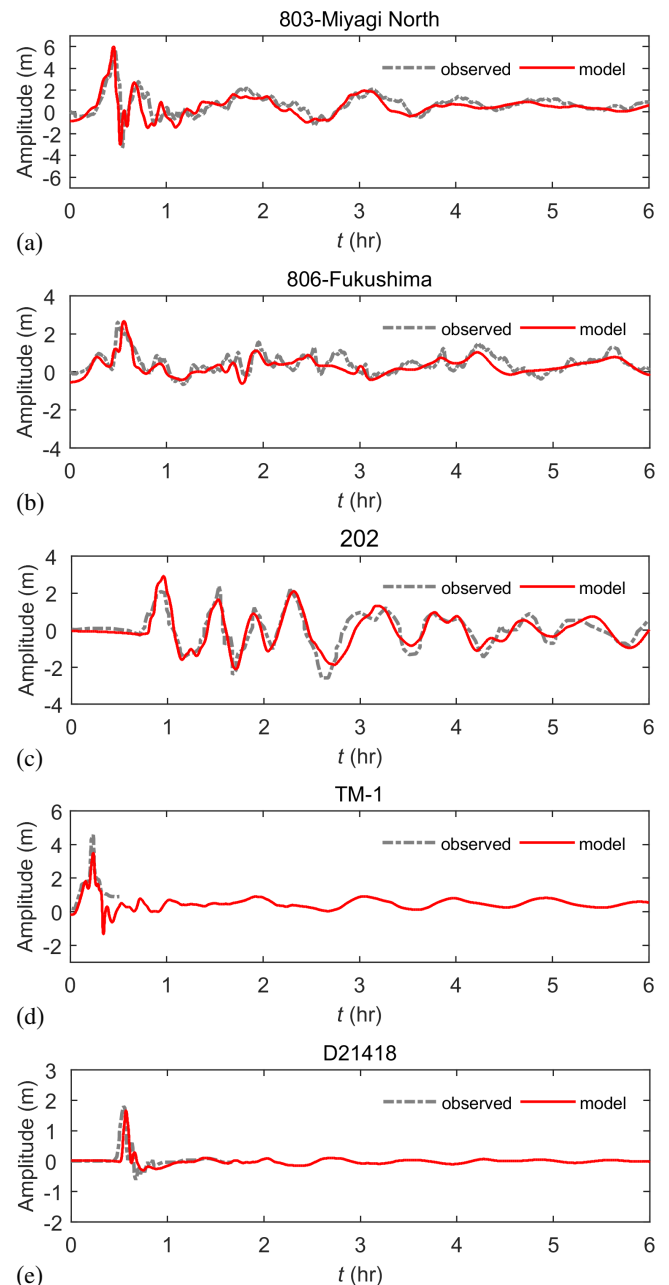 803-Miyagi North
Amplitude (m)
6
4
2
0
-2
-4
-6
observed
model
0 1 2 3 4 5 6
t (hr)
(a)
806-Fukushima
Amplitude (m)
4
2
0
-2
-4
observed
model
0 1 2 3 4 5 6
t (hr)
(b)
202
Amplitude (m)
4
2
0
-2
-4
observed
model
0 1 2 3 4 5 6
t (hr)
(c)
TM-1
Amplitude (m)
6
4
2
0
-2
observed
model
0 1 2 3 4 5 6
t (hr)
(d)
D21418
Amplitude (m)
3
2
1
0
-1
-2
observed
model
0 1 2 3 4 5 6
t (hr)
(e)